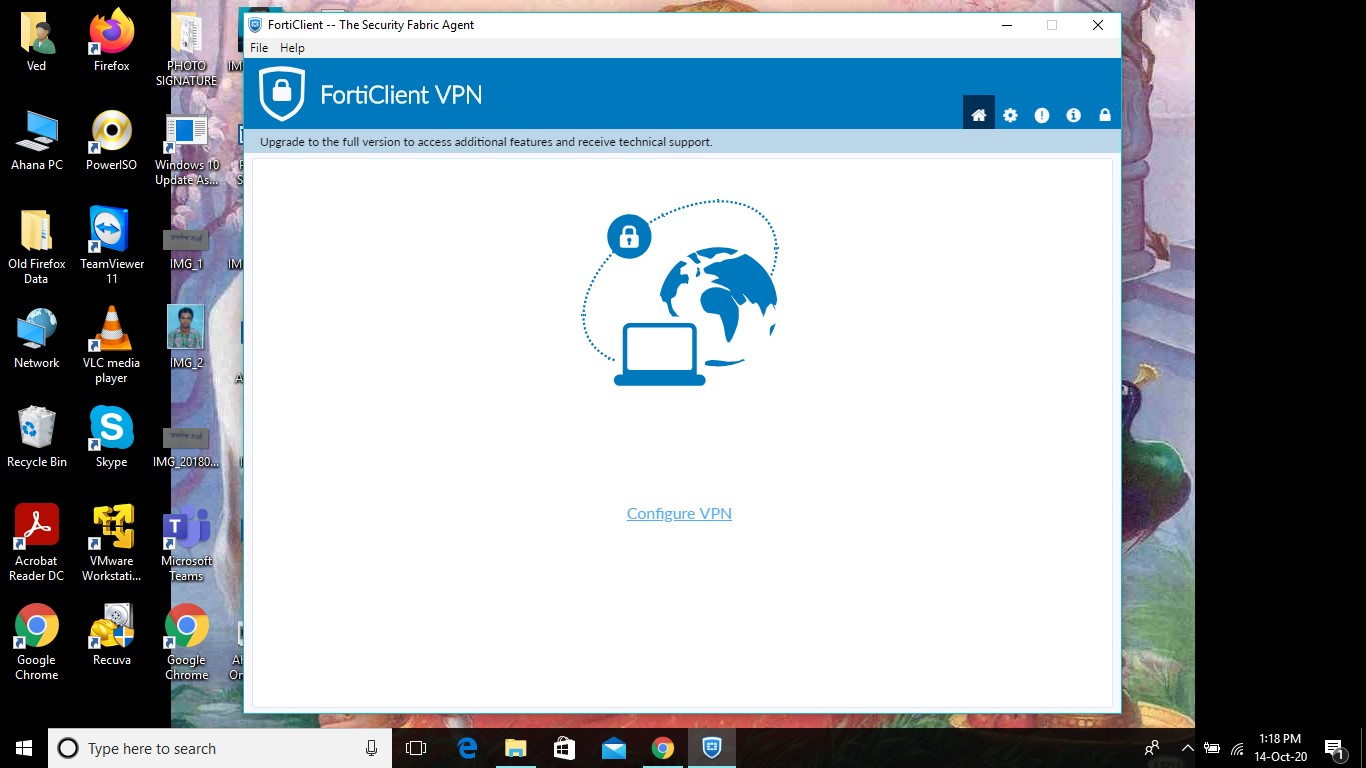 FortiClient -- The Security Fabric Agent
File Help
FortiClient VPN
Upgrade to the full version to access additional features and receive technical support.
Configure VPN
Ved
Firefox
PHOTO
SIGNATURE
Ahana PC
PowerISO
Windows 10
Update As...
Old Firefox
Data
TeamViewer
11
IMG_1
Network
VLC media
player
IMG_2
Recycle Bin
Skype
IMG_20180...
Acrobat
Reader DC
VMware
Workstati...
Microsoft
Teams
Google
Chrome
Recuva
Google
Chrome
Type here to search
1:18 PM
14-Oct-20
1